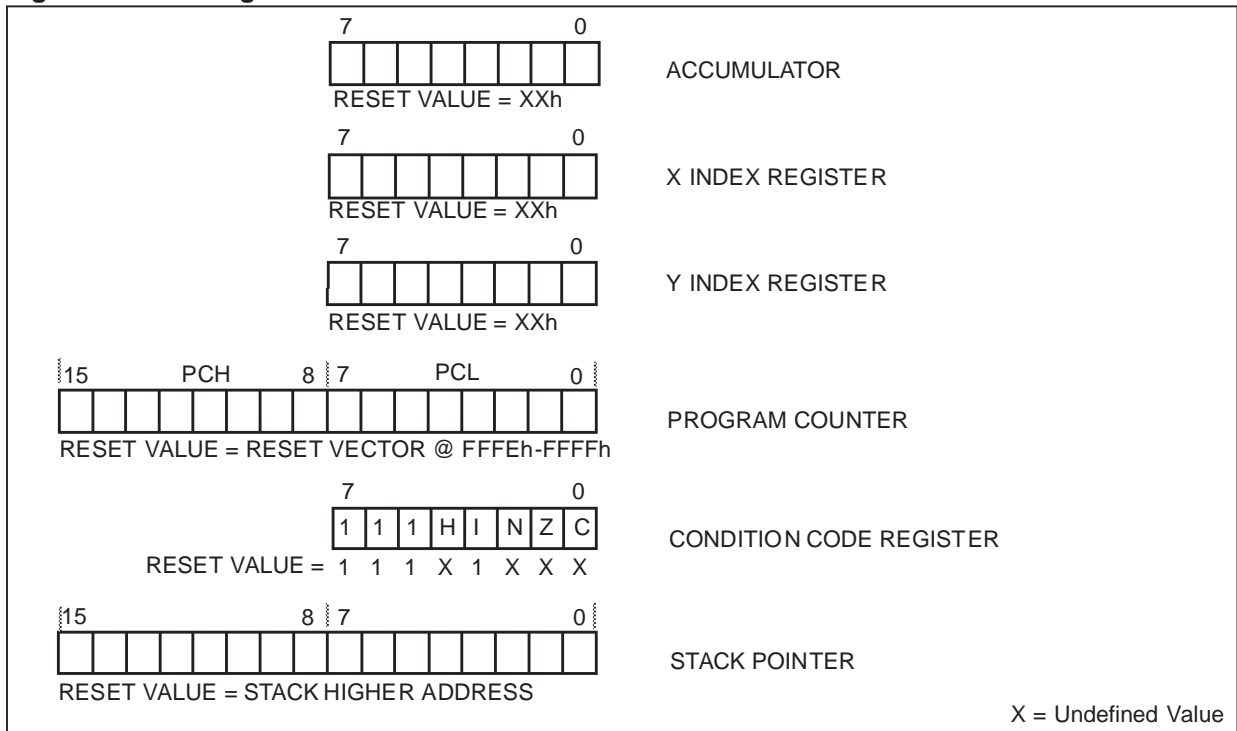 7 0
ACCUMULATOR
RESET VALUE = XXh
7 0
X INDEX REGISTER
RESET VALUE = XXh
7 0
Y INDEX REGISTER
RESET VALUE = XXh
15 PCH 8 7 PCL 0
PROGRAM COUNTER
RESET VALUE = RESET VECTOR @ FFFEh-FFFFh
7 0
1 1 1 H I N Z C
CONDITION CODE REGISTER
RESET VALUE = 1 1 1 X 1 X X X
15 8 7 0
STACK POINTER
RESET VALUE = STACK HIGHER ADDRESS
X = Undefined Value